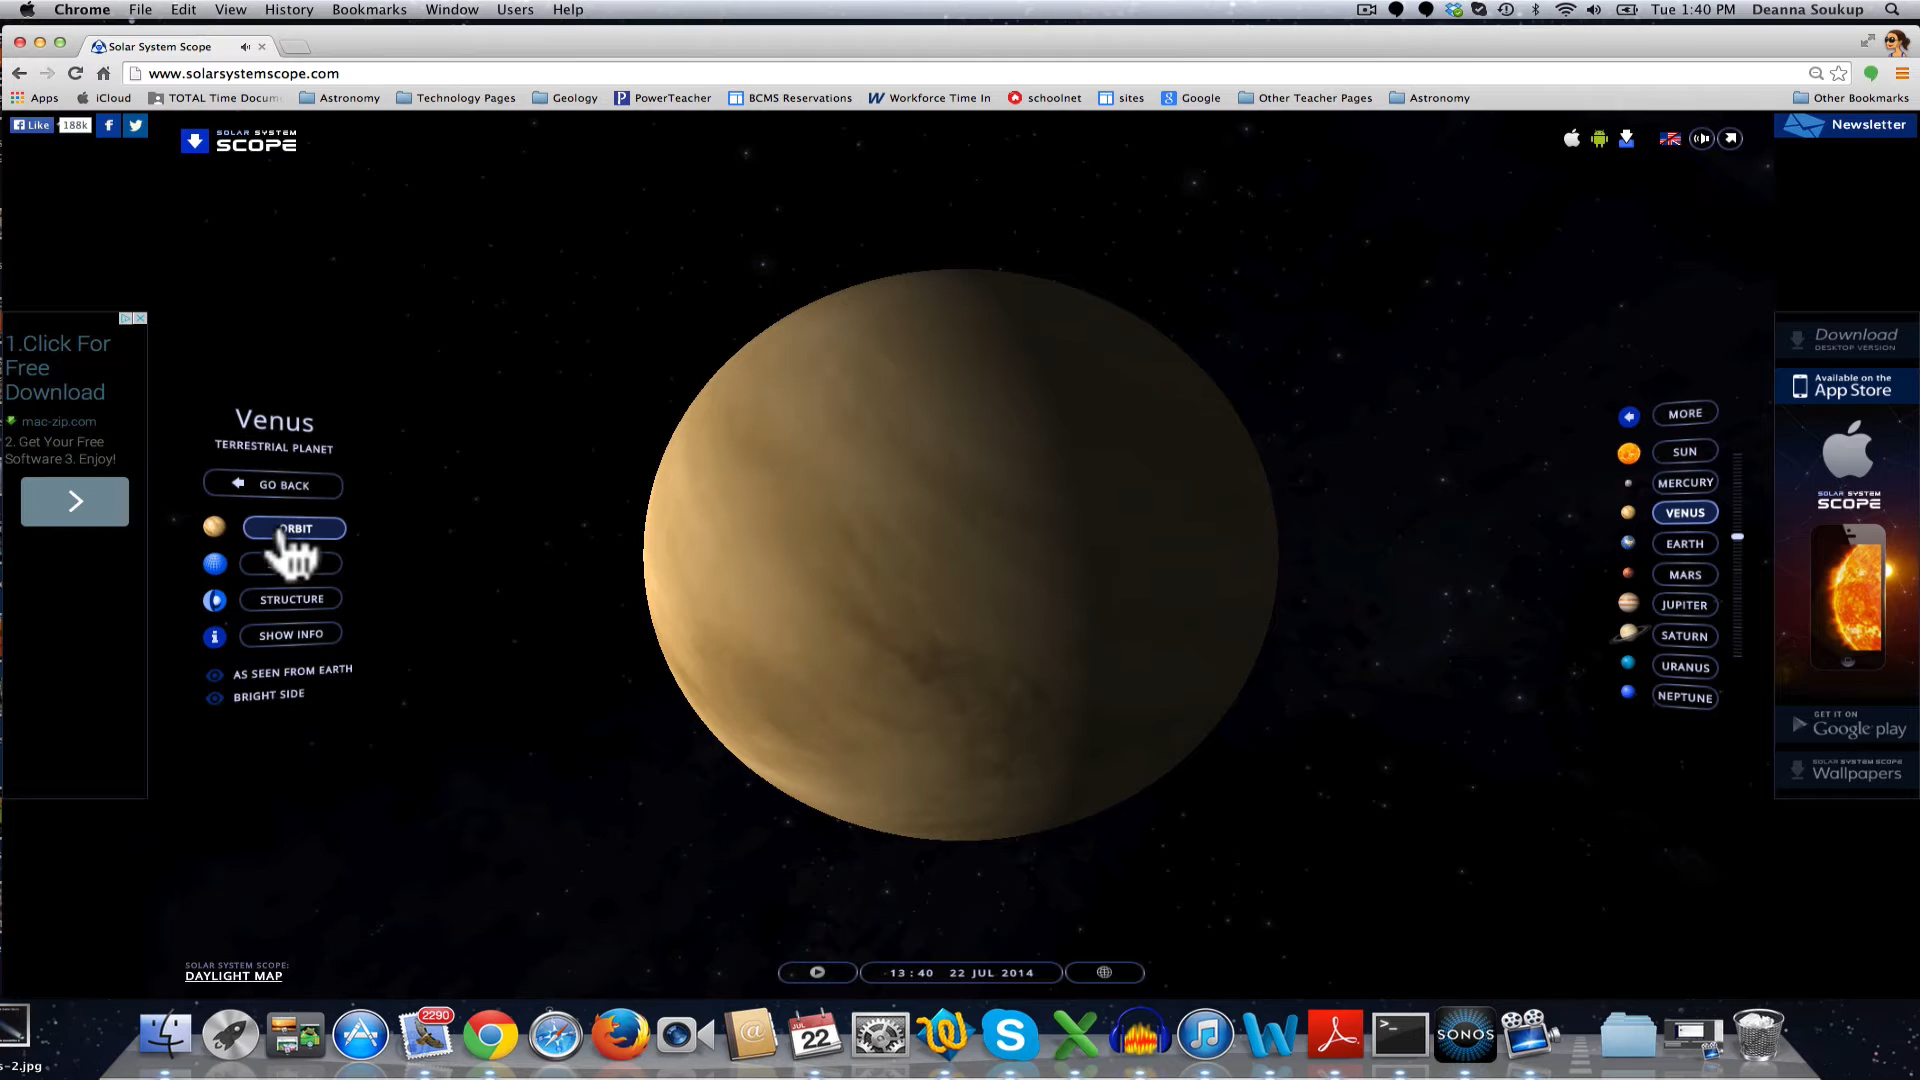 Chrome File Edit View History Bookmarks Window Users Help
Tue 1:40 PM Deanna Soukup
Solar System Scope
www.solarsystemscope.com
Apps iCloud TOTAL Time Docum Astronomy Technology Pages Geology PowerTeacher BCMS Reservations Workforce Time In schoolnet sites Google Other Teacher Pages Astronomy Other Bookmarks
Like 188k
SOLAR SYSTEM
SCOPE
Newsletter
1.Click For
Free
Download
mac-zip.com
2. Get Your Free
Software 3. Enjoy!
Venus
TERRESTRIAL PLANET
GO BACK
ORBIT
STRUCTURE
SHOW INFO
AS SEEN FROM EARTH
BRIGHT SIDE
MORE
SUN
MERCURY
VENUS
EARTH
MARS
JUPITER
SATURN
URANUS
NEPTUNE
Download
DESKTOP VERSION
Available on the
App Store
SOLAR SYSTEM
SCOPE
GET IT ON
Google play
SOLAR SYSTEM SCOPE
Wallpapers
SOLAR SYSTEM SCOPE:
DAYLIGHT MAP
13:40 22 JUL 2014
2290
JUL
22
SONOS
s-2.jpg